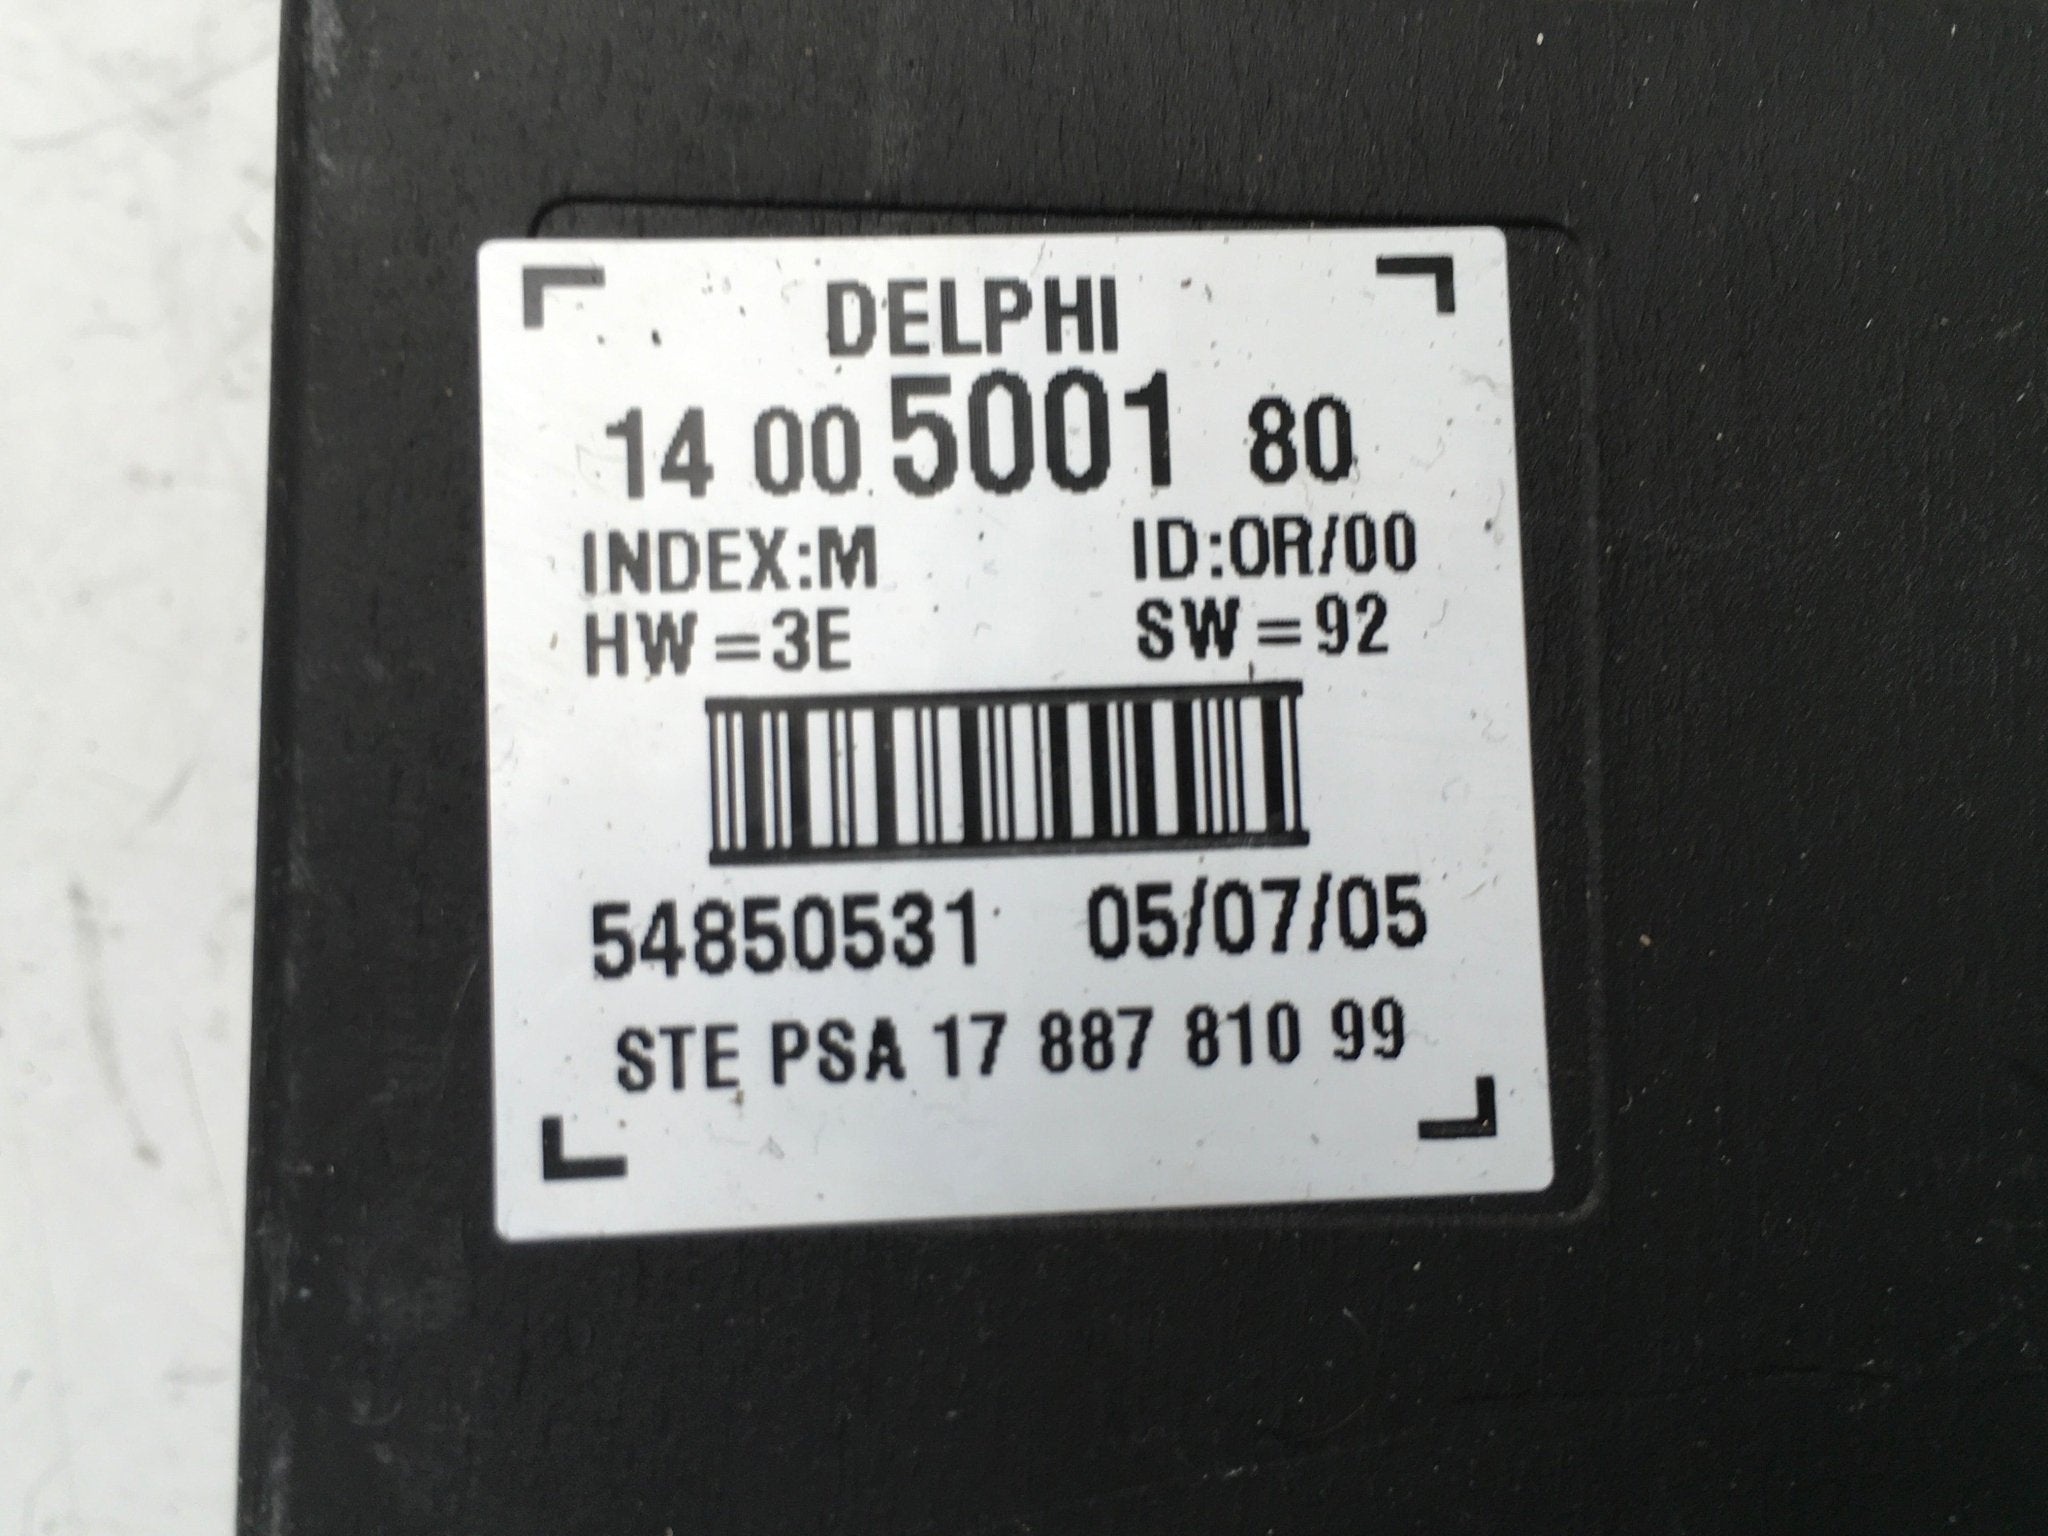 DELPHI
14 00 5001 80
INDEX:M ID:OR/00
HW=3E SW=92
54850531 05/07/05
STE PSA 17 887 810 99